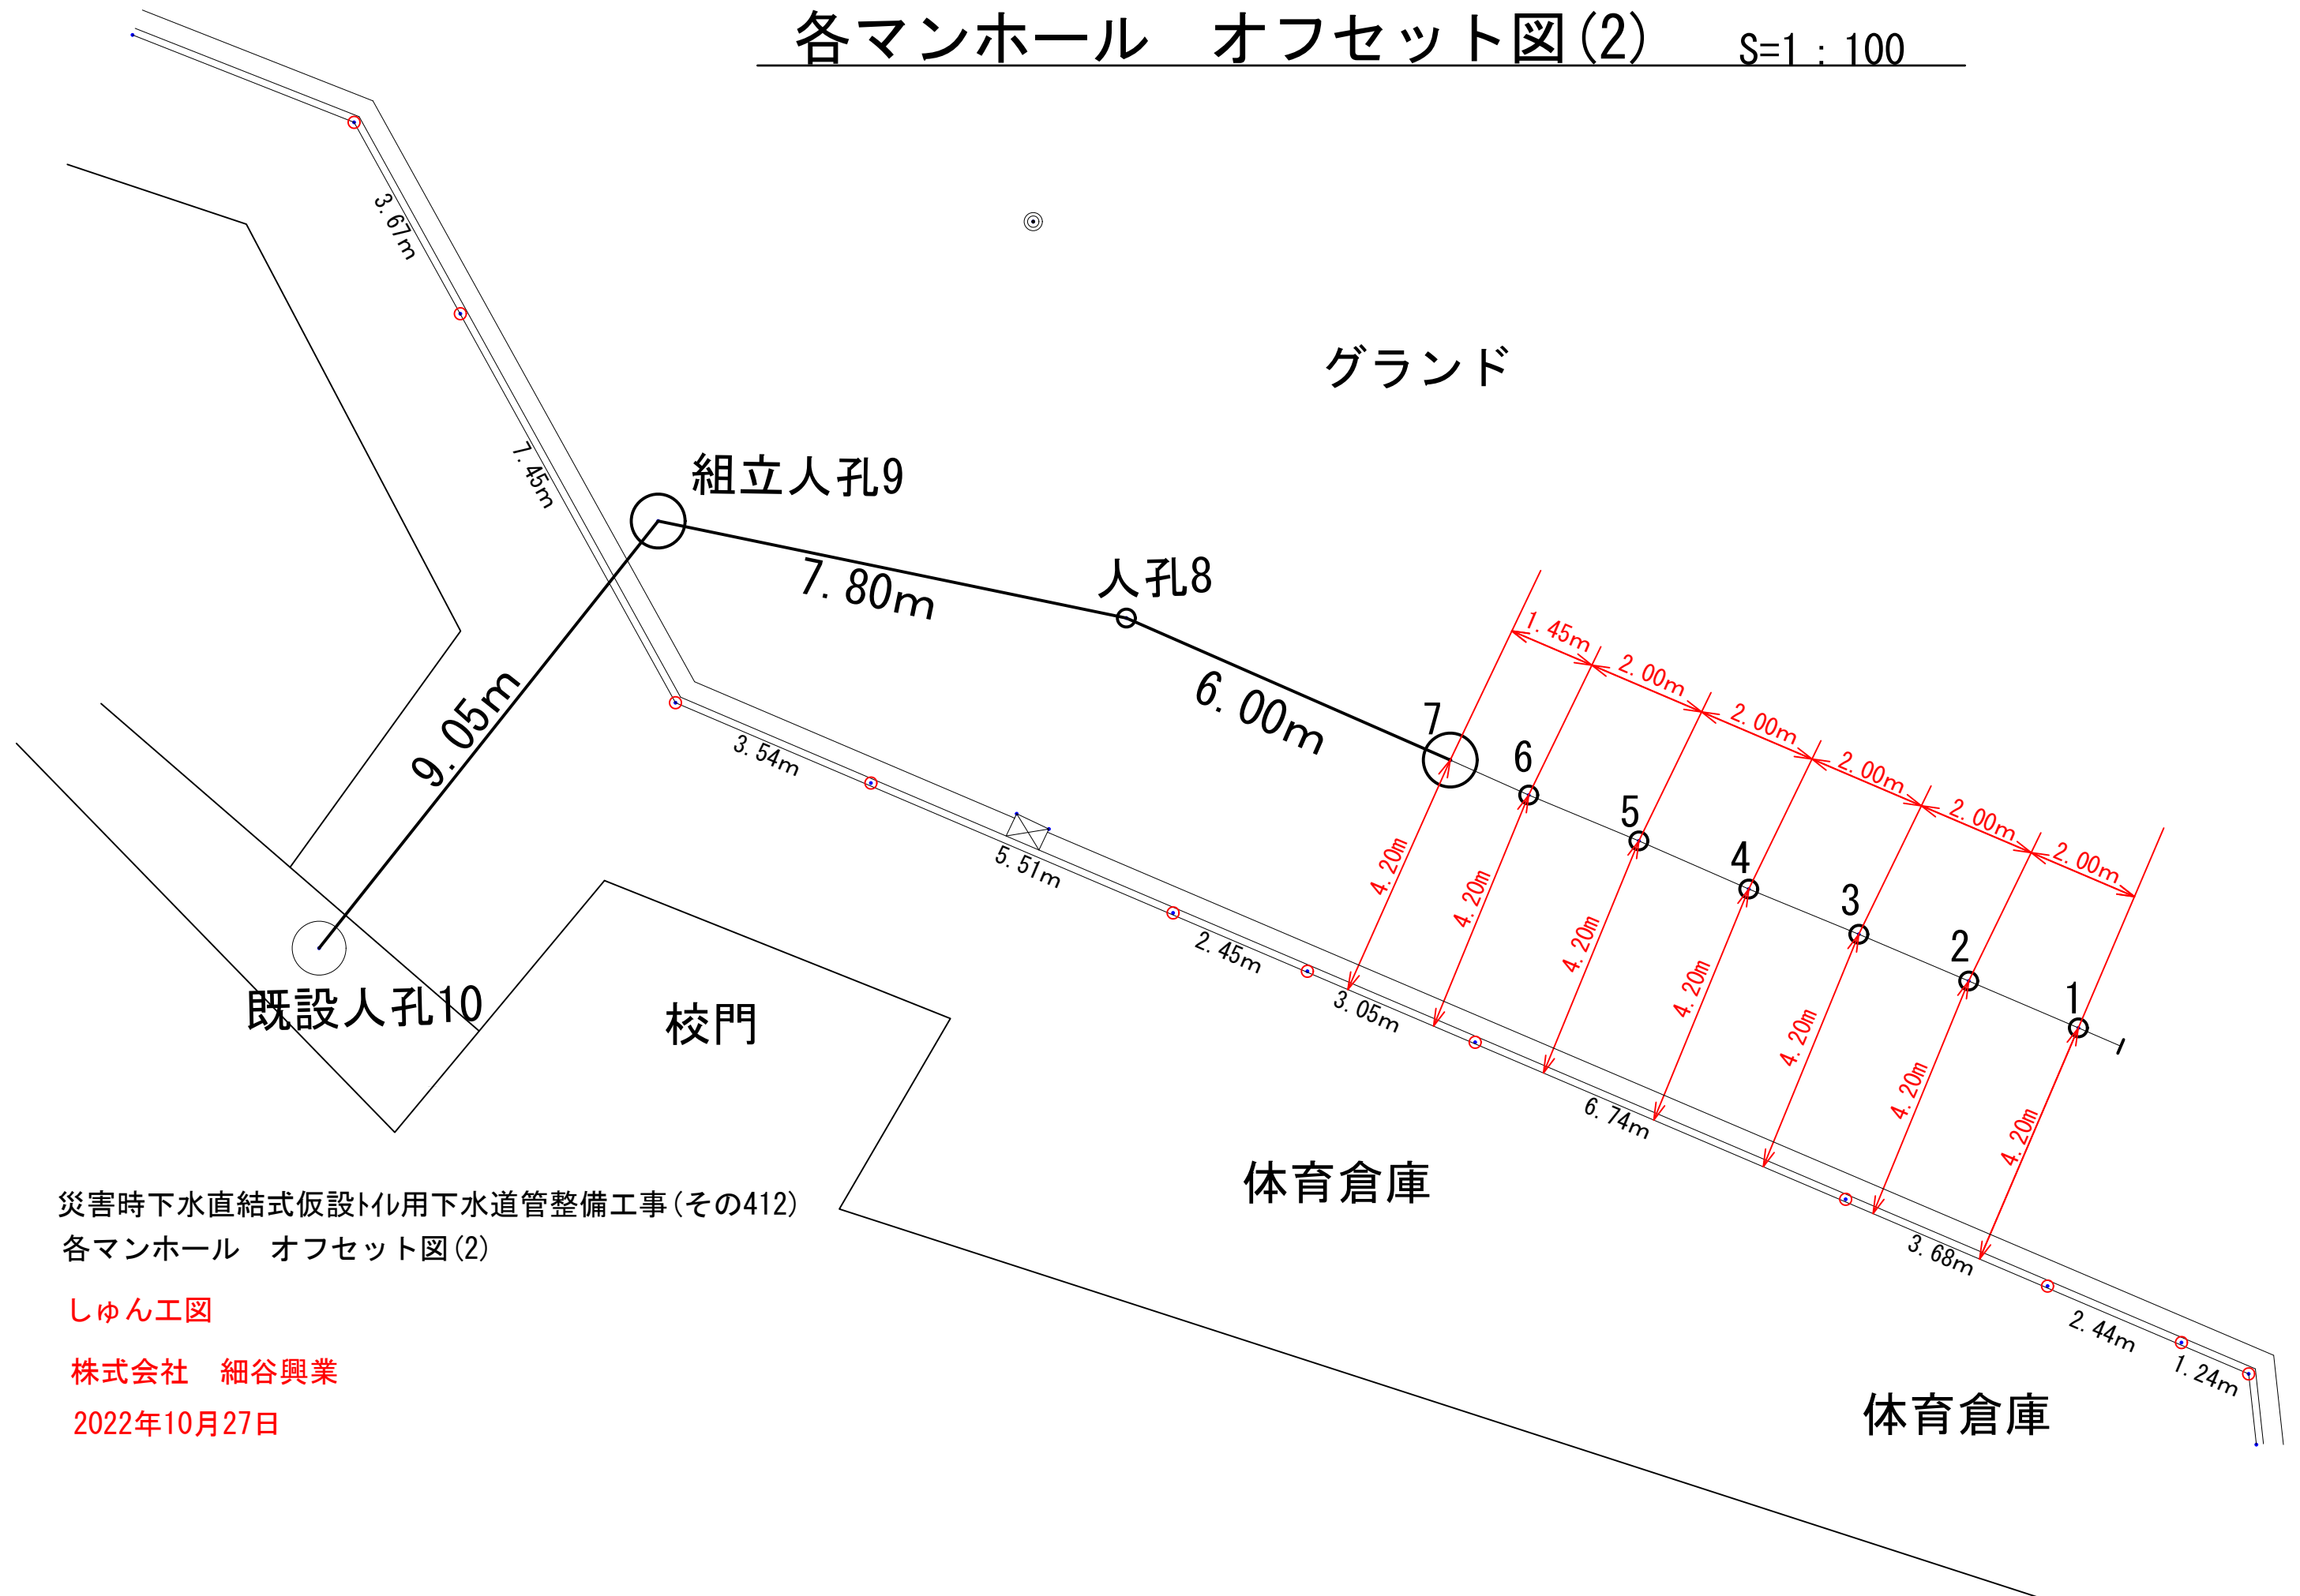 各マンホール　オフセット図(2)　S=1：100
3.67m
グランド
7.45m
組立人孔9
7.80m
人孔8
6.00m
9.05m
1.45m
2.00m
2.00m
2.00m
2.00m
2.00m
7
6
5
4
3
2
1
4.20m
4.20m
4.20m
4.20m
4.20m
4.20m
4.20m
3.54m
5.51m
2.45m
3.05m
6.74m
3.68m
2.44m
1.24m
既設人孔10
校門
体育倉庫
体育倉庫
災害時下水直結式仮設ﾄｲﾚ用下水道管整備工事(その412)
各マンホール　オフセット図(2)
しゅん工図
株式会社　細谷興業
2022年10月27日